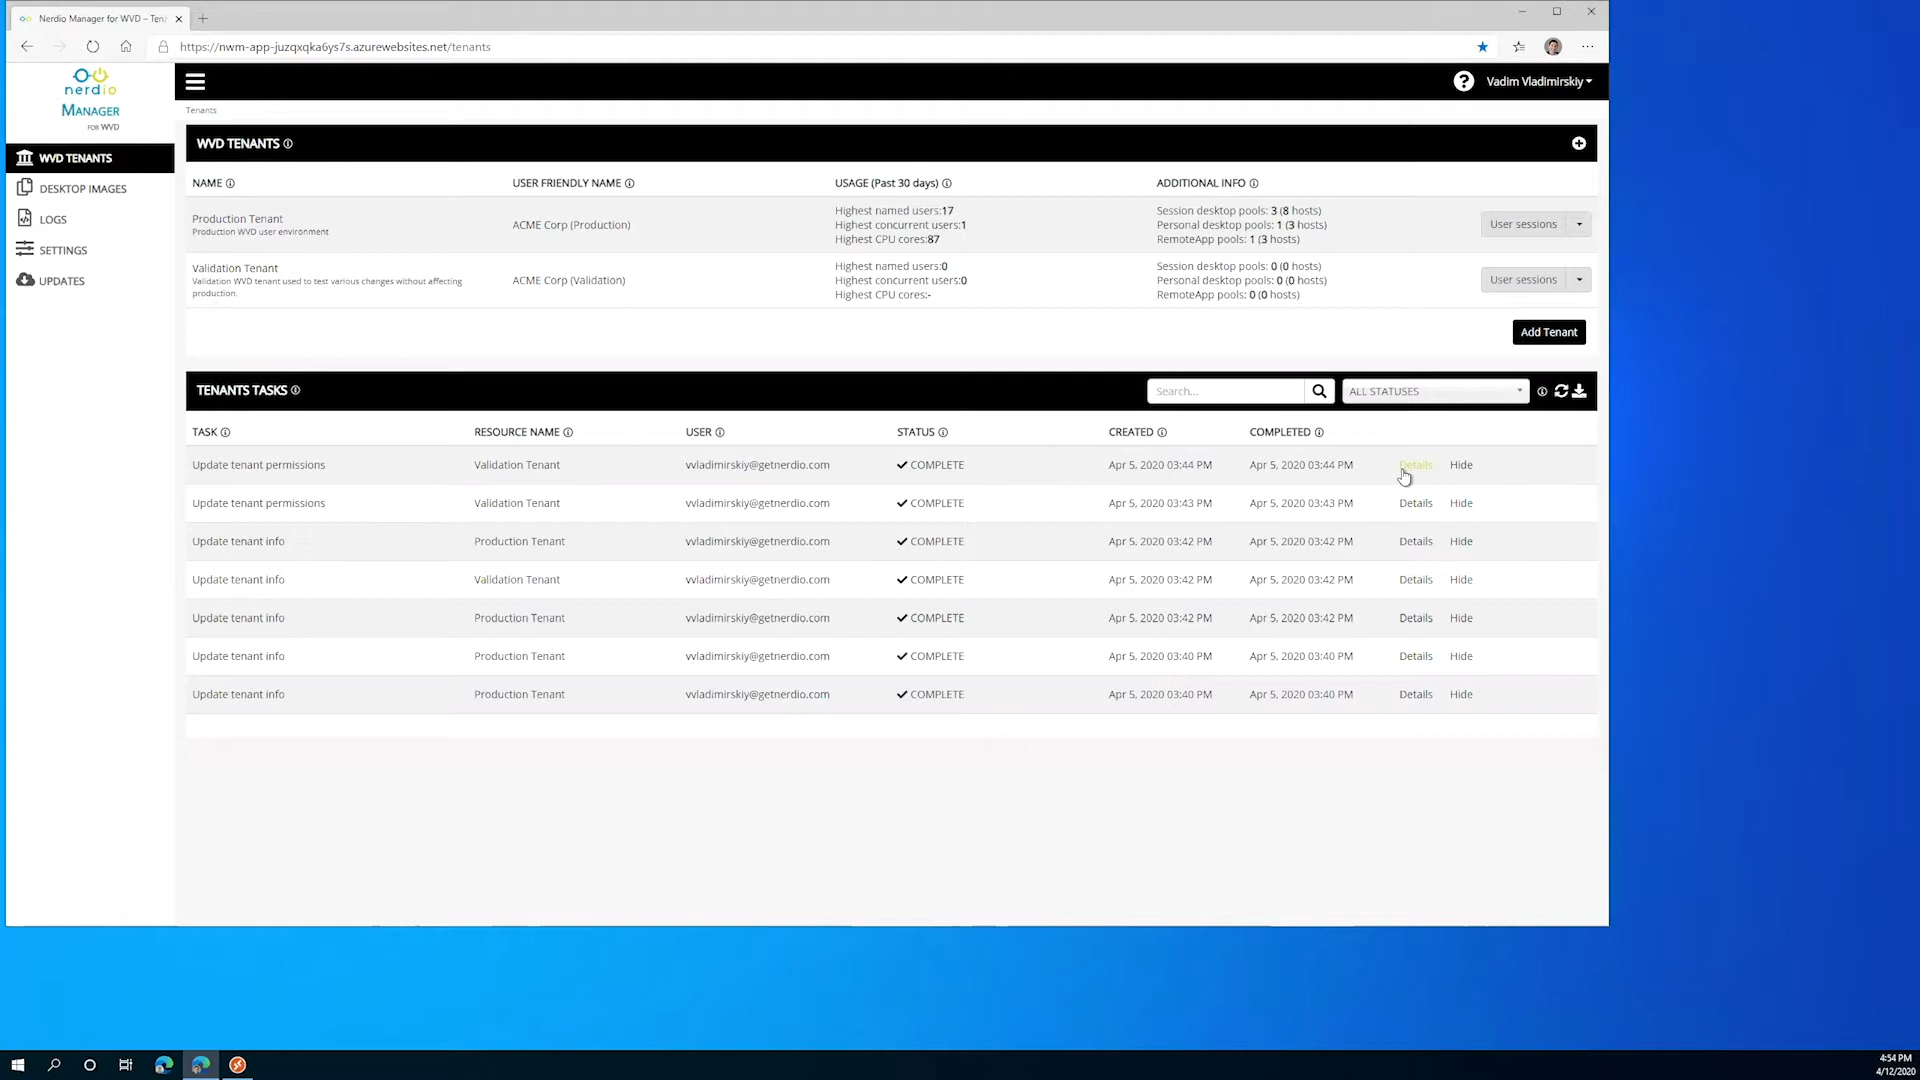 Nerdio Manager for WVD – Ten
https://nwm-app-juzqxqka6ys7s.azurewebsites.net/tenants
nerdio
MANAGER
FOR WVD
Vadim Vladimirskiy
Tenants
WVD TENANTS
DESKTOP IMAGES
LOGS
SETTINGS
UPDATES
WVD TENANTS
NAME USER FRIENDLY NAME USAGE (Past 30 days) ADDITIONAL INFO
Production Tenant
Production WVD user environment
ACME Corp (Production)
Highest named users:17
Highest concurrent users:1
Highest CPU cores:87
Session desktop pools: 3 (8 hosts)
Personal desktop pools: 1 (3 hosts)
RemoteApp pools: 1 (3 hosts)
User sessions
Validation Tenant
Validation WVD tenant used to test various changes without affecting
production.
ACME Corp (Validation)
Highest named users:0
Highest concurrent users:0
Highest CPU cores:-
Session desktop pools: 0 (0 hosts)
Personal desktop pools: 0 (0 hosts)
RemoteApp pools: 0 (0 hosts)
User sessions
Add Tenant
TENANTS TASKS Search... ALL STATUSES
TASK RESOURCE NAME USER STATUS CREATED COMPLETED
Update tenant permissions Validation Tenant vvladimirskiy@getnerdio.com COMPLETE Apr 5, 2020 03:44 PM Apr 5, 2020 03:44 PM Details Hide
Update tenant permissions Validation Tenant vvladimirskiy@getnerdio.com COMPLETE Apr 5, 2020 03:43 PM Apr 5, 2020 03:43 PM Details Hide
Update tenant info Production Tenant vvladimirskiy@getnerdio.com COMPLETE Apr 5, 2020 03:42 PM Apr 5, 2020 03:42 PM Details Hide
Update tenant info Validation Tenant vvladimirskiy@getnerdio.com COMPLETE Apr 5, 2020 03:42 PM Apr 5, 2020 03:42 PM Details Hide
Update tenant info Production Tenant vvladimirskiy@getnerdio.com COMPLETE Apr 5, 2020 03:42 PM Apr 5, 2020 03:42 PM Details Hide
Update tenant info Production Tenant vvladimirskiy@getnerdio.com COMPLETE Apr 5, 2020 03:40 PM Apr 5, 2020 03:40 PM Details Hide
Update tenant info Production Tenant vvladimirskiy@getnerdio.com COMPLETE Apr 5, 2020 03:40 PM Apr 5, 2020 03:40 PM Details Hide
4:54 PM
4/12/2020